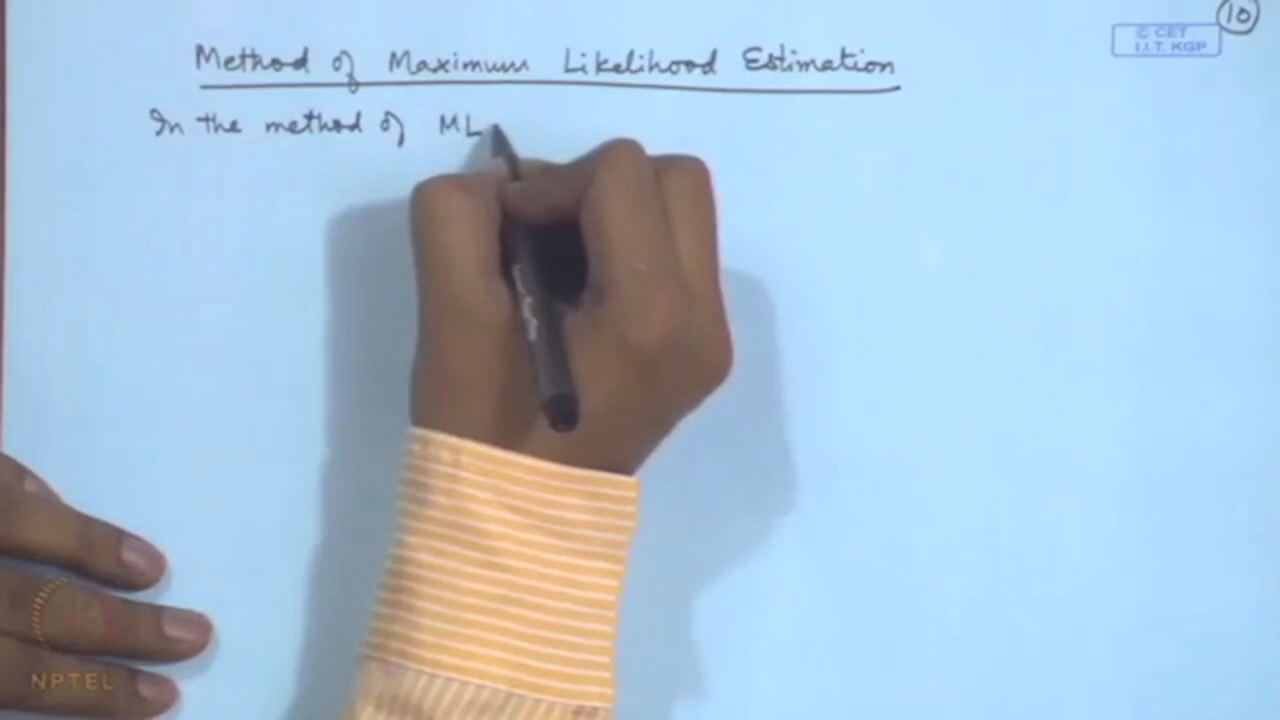 10
© CET
I.I.T. KGP
Method of Maximum Likelihood Estimation
In the method of ML
NPTEL